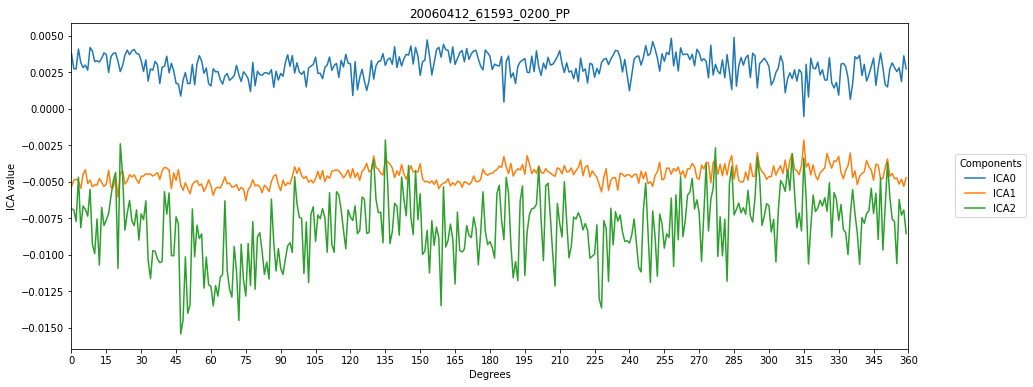 20060412_61593_0200_PP
0.0050
0.0025
0.0000
−0.0025
−0.0050
−0.0075
−0.0100
−0.0125
−0.0150
ICA value
0 15 30 45 60 75 90 105 120 135 150 165 180 195 210 225 240 255 270 285 300 315 330 345 360
Degrees
Components
ICA0
ICA1
ICA2